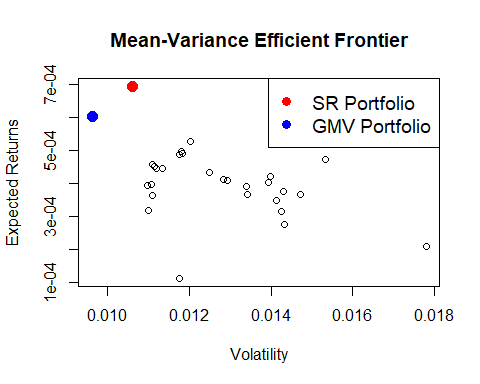 Mean-Variance Efficient Frontier
7e-04
5e-04
3e-04
1e-04
Expected Returns
SR Portfolio
GMV Portfolio
0.010 0.012 0.014 0.016 0.018
Volatility